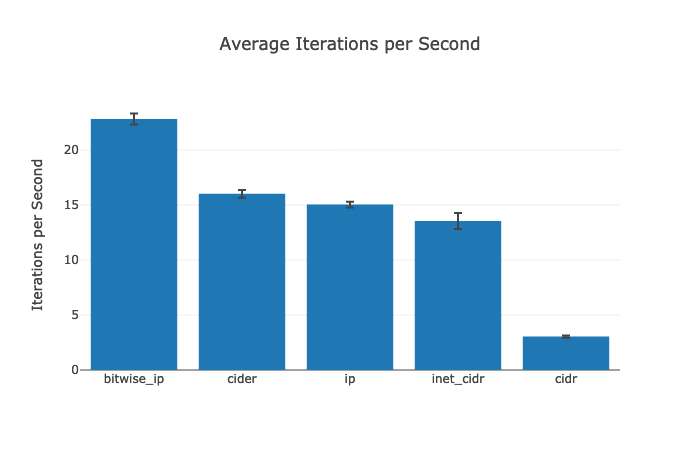 Average Iterations per Second
Iterations per Second
20
15
10
5
0
bitwise_ip cider ip inet_cidr cidr